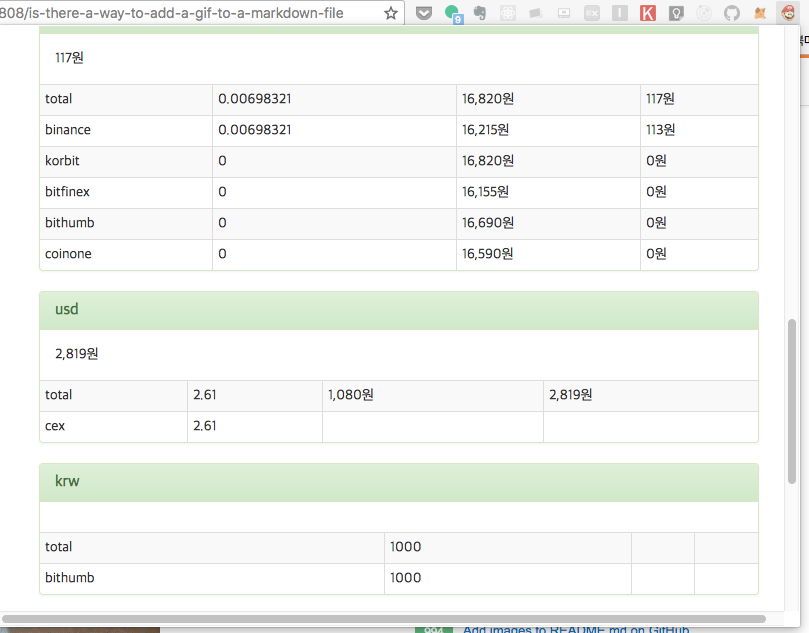 808/is-there-a-way-to-add-a-gif-to-a-markdown-file
9
K
117원
total 0.00698321 16,820원 117원
binance 0.00698321 16,215원 113원
korbit 0 16,820원 0원
bitfinex 0 16,155원 0원
bithumb 0 16,690원 0원
coinone 0 16,590원 0원
usd
2,819원
total 2.61 1,080원 2,819원
cex 2.61
krw
total 1000
bithumb 1000
Add images to README.md on GitHub